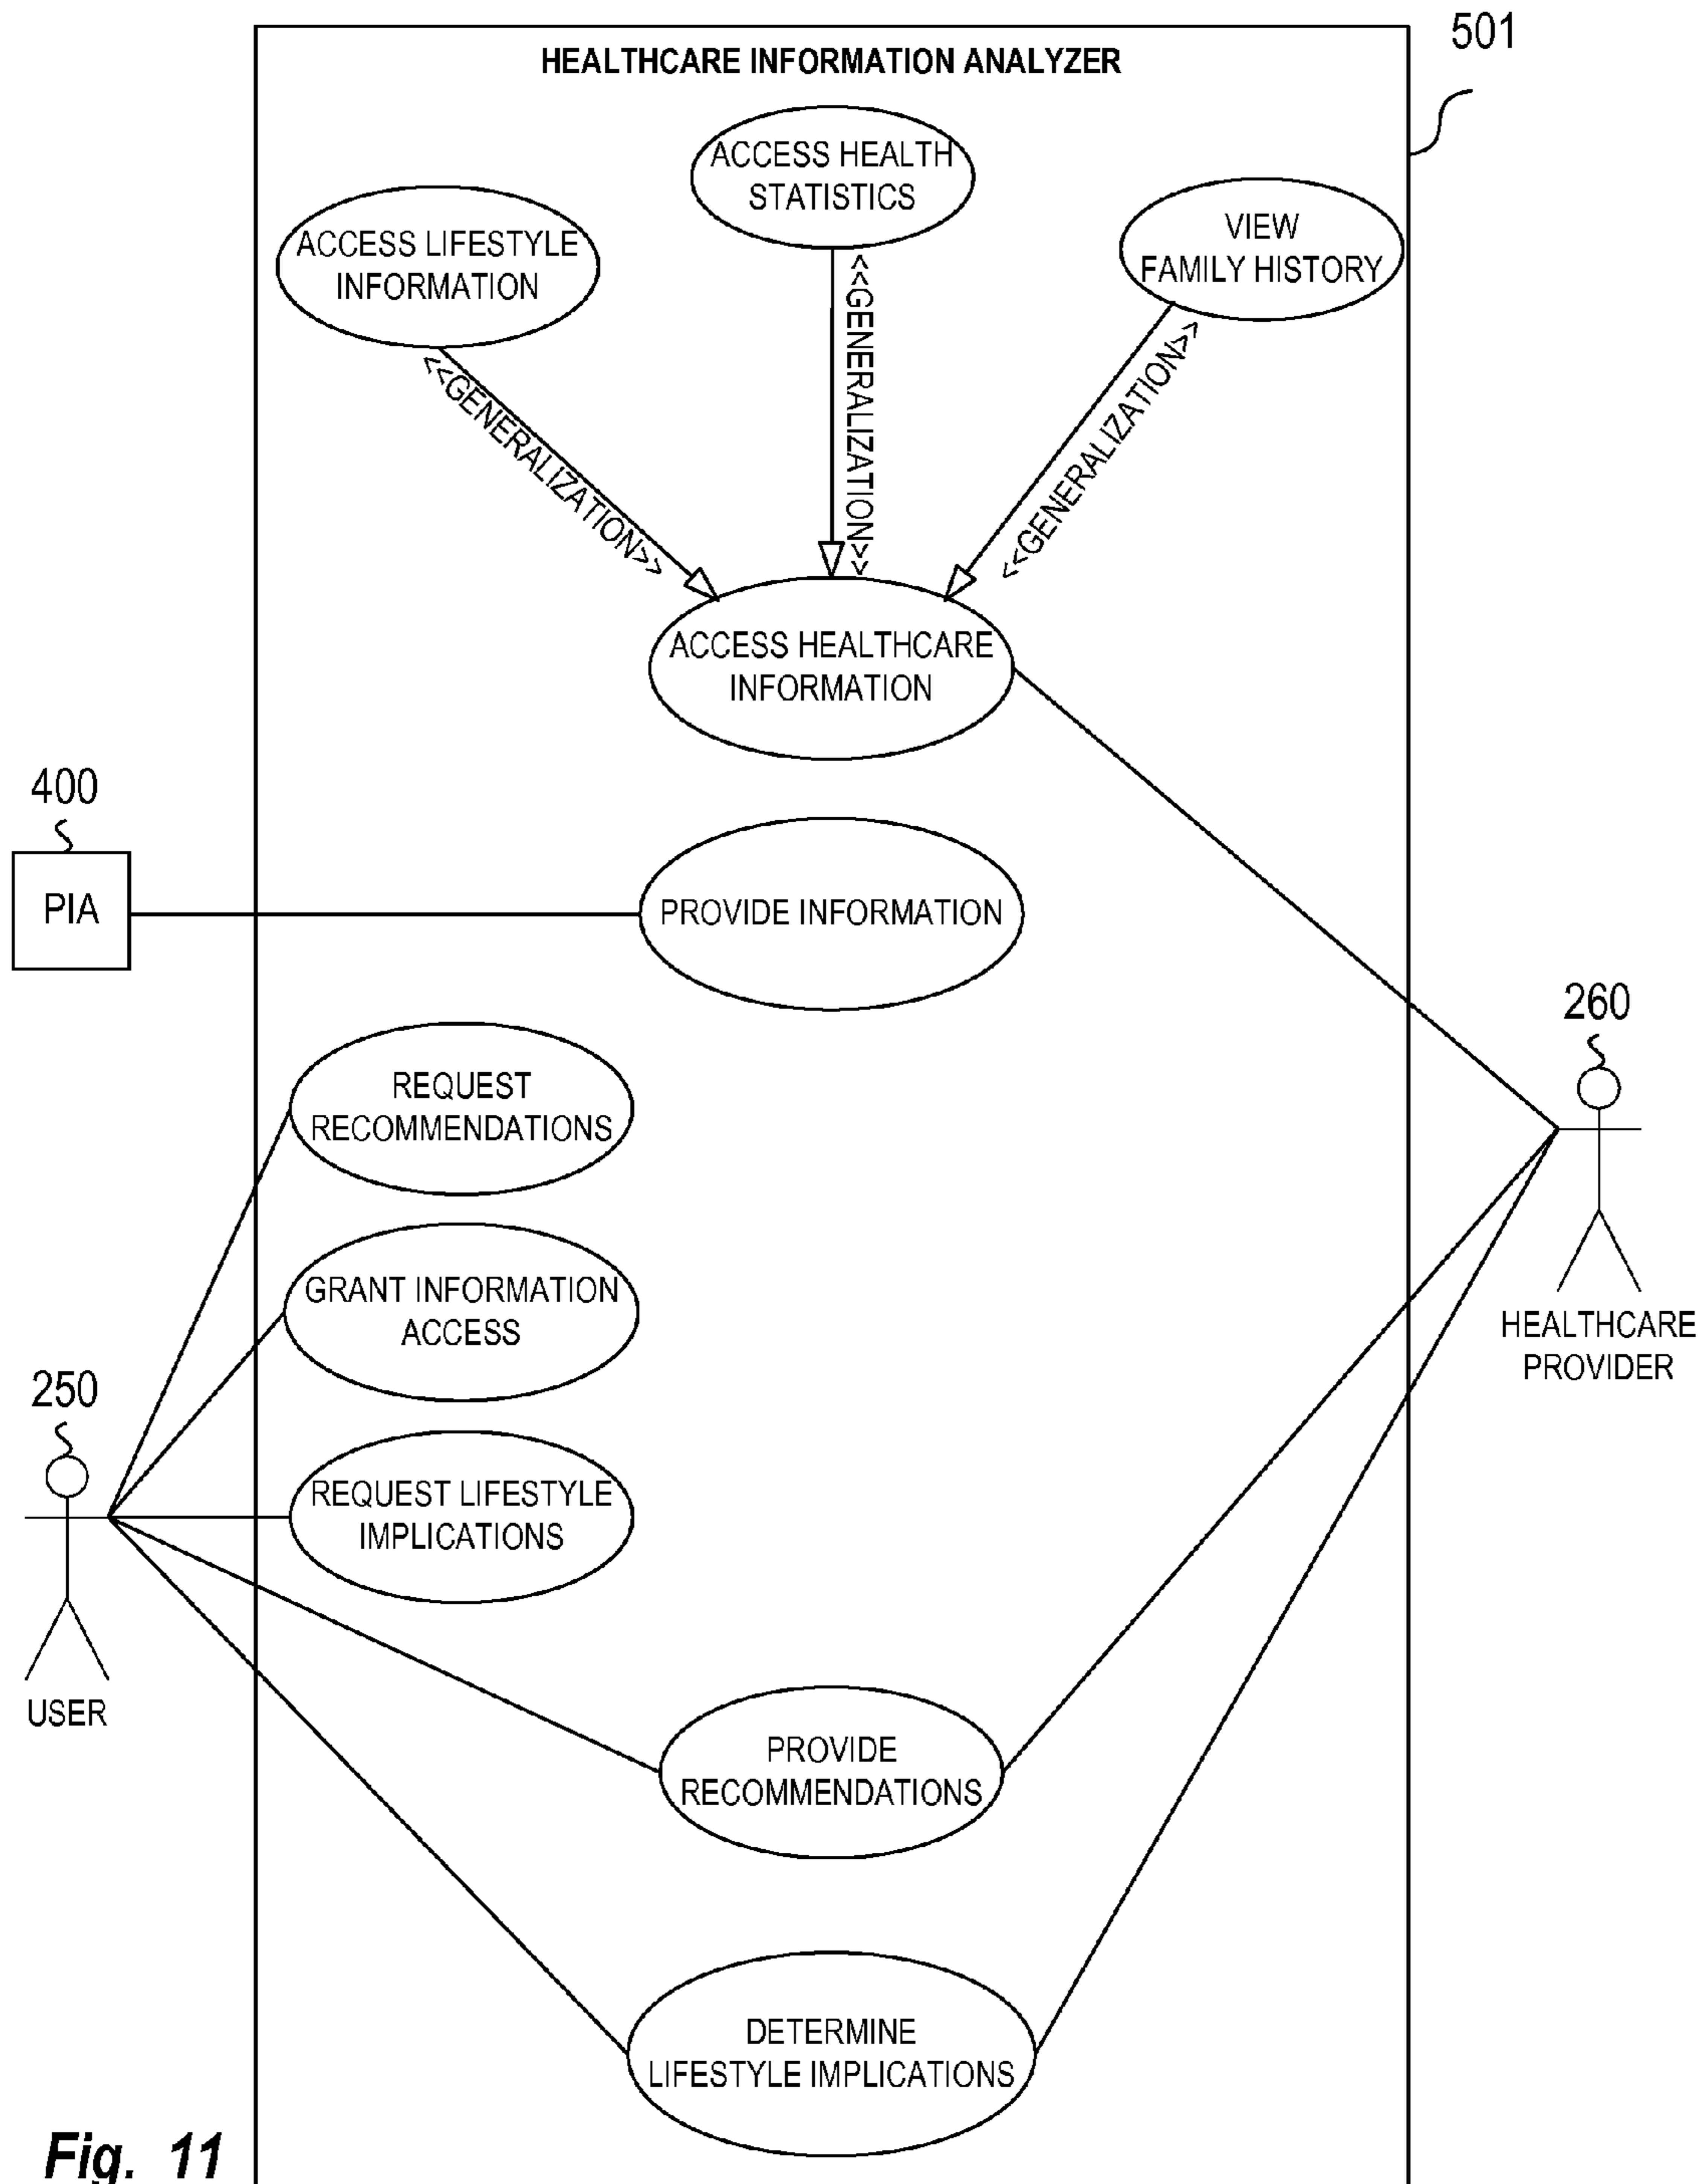 501
HEALTHCARE INFORMATION ANALYZER
ACCESS HEALTH
STATISTICS
ACCESS LIFESTYLE
INFORMATION
VIEW
FAMILY HISTORY
<<GENERALIZATION>>
<<GENERALIZATION>>
<<GENERALIZATION>>
ACCESS HEALTHCARE
INFORMATION
400
PIA
PROVIDE INFORMATION
260
REQUEST
RECOMMENDATIONS
GRANT INFORMATION
ACCESS
HEALTHCARE
PROVIDER
250
REQUEST LIFESTYLE
IMPLICATIONS
USER
PROVIDE
RECOMMENDATIONS
DETERMINE
LIFESTYLE IMPLICATIONS
Fig. 11